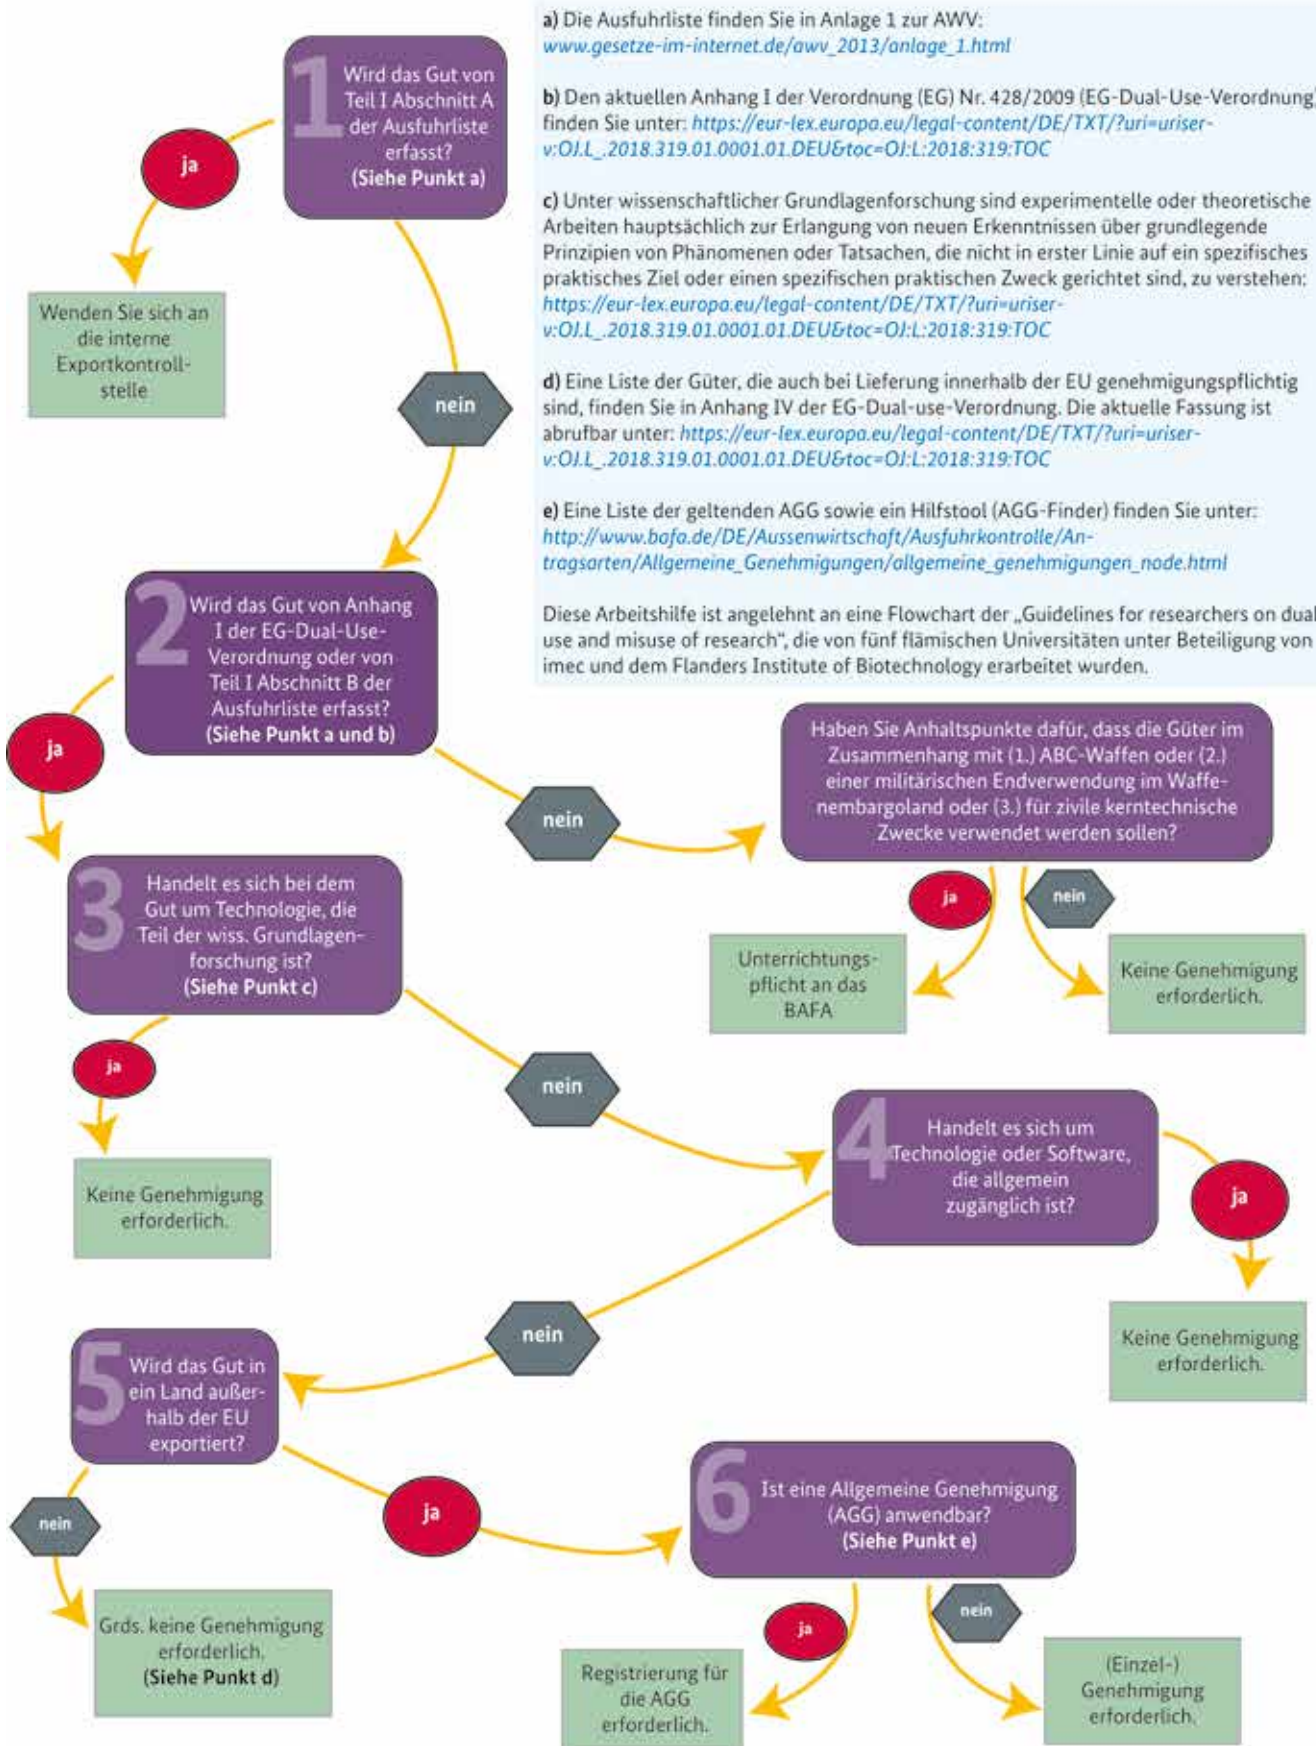 a) Die Ausfuhrliste finden Sie in Anlage 1 zur AWV:
www.gesetze-im-internet.de/awv_2013/anlage_1.html
b) Den aktuellen Anhang I der Verordnung (EG) Nr. 428/2009 (EG-Dual-Use-Verordnung)
finden Sie unter: https://eur-lex.europa.eu/legal-content/DE/TXT/?uri=uriser-
v:OJ.L_.2018.319.01.0001.01.DEU&toc=OJ:L:2018:319:TOC
c) Unter wissenschaftlicher Grundlagenforschung sind experimentelle oder theoretische
Arbeiten hauptsächlich zur Erlangung von neuen Erkenntnissen über grundlegende
Prinzipien von Phänomenen oder Tatsachen, die nicht in erster Linie auf ein spezifisches
praktisches Ziel oder einen spezifischen praktischen Zweck gerichtet sind, zu verstehen:
https://eur-lex.europa.eu/legal-content/DE/TXT/?uri=uriser-
v:OJ.L_.2018.319.01.0001.01.DEU&toc=OJ:L:2018:319:TOC
d) Eine Liste der Güter, die auch bei Lieferung innerhalb der EU genehmigungspflichtig
sind, finden Sie in Anhang IV der EG-Dual-use-Verordnung. Die aktuelle Fassung ist
abrufbar unter: https://eur-lex.europa.eu/legal-content/DE/TXT/?uri=uriser-
v:OJ.L_.2018.319.01.0001.01.DEU&toc=OJ:L:2018:319:TOC
e) Eine Liste der geltenden AGG sowie ein Hilfstool (AGG-Finder) finden Sie unter:
http://www.bafa.de/DE/Aussenwirtschaft/Ausfuhrkontrolle/An-
tragsarten/Allgemeine_Genehmigungen/allgemeine_genehmigungen_node.html
Diese Arbeitshilfe ist angelehnt an eine Flowchart der „Guidelines for researchers on dual
use and misuse of research“, die von fünf flämischen Universitäten unter Beteiligung von
imec und dem Flanders Institute of Biotechnology erarbeitet wurden.
1
Wird das Gut von
Teil I Abschnitt A
der Ausfuhrliste
erfasst?
(Siehe Punkt a)
ja
Wenden Sie sich an
die interne
Exportkontroll-
stelle
nein
2
Wird das Gut von Anhang
I der EG-Dual-Use-
Verordnung oder von
Teil I Abschnitt B der
Ausfuhrliste erfasst?
(Siehe Punkt a und b)
ja
nein
Haben Sie Anhaltspunkte dafür, dass die Güter im
Zusammenhang mit (1.) ABC-Waffen oder (2.)
einer militärischen Endverwendung im Waffe-
nembargoland oder (3.) für zivile kerntechnische
Zwecke verwendet werden sollen?
ja
nein
Unterrichtungs-
pflicht an das
BAFA
Keine Genehmigung
erforderlich.
3
Handelt es sich bei dem
Gut um Technologie, die
Teil der wiss. Grundlagen-
forschung ist?
(Siehe Punkt c)
ja
nein
Keine Genehmigung
erforderlich.
4
Handelt es sich um
Technologie oder Software,
die allgemein
zugänglich ist?
ja
Keine Genehmigung
erforderlich.
nein
5
Wird das Gut in
ein Land außer-
halb der EU
exportiert?
nein
ja
Grds. keine Genehmigung
erforderlich.
(Siehe Punkt d)
6
Ist eine Allgemeine Genehmigung
(AGG) anwendbar?
(Siehe Punkt e)
ja
nein
Registrierung für
die AGG
erforderlich.
(Einzel-)
Genehmigung
erforderlich.